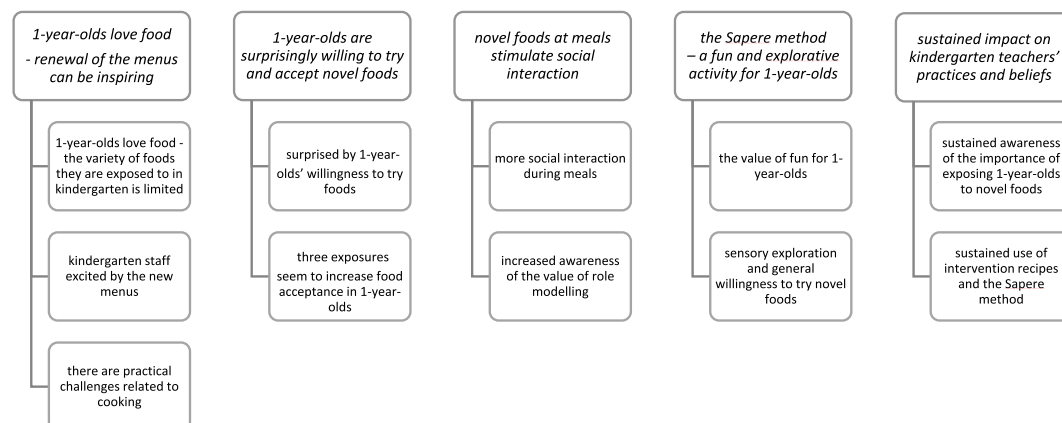 1-year-olds love food
- renewal of the menus
can be inspiring
1-year-olds love food -
the variety of foods
they are exposed to in
kindergarten is limited
kindergarten staff
excited by the new
menus
there are practical
challenges related to
cooking
1-year-olds are
surprisingly willing to try
and accept novel foods
surprised by 1-year-
olds’ willingness to try
foods
three exposures
seem to increase food
acceptance in 1-year-
olds
novel foods at meals
stimulate social
interaction
more social interaction
during meals
increased awareness
of the value of role
modelling
the Sapere method
– a fun and explorative
activity for 1-year-olds
the value of fun for 1-
year-olds
sensory exploration
and general
willingness to try novel
foods
sustained impact on
kindergarten teachers’
practices and beliefs
sustained awareness
of the importance of
exposing 1-year-olds
to novel foods
sustained use of
intervention recipes
and the Sapere
method